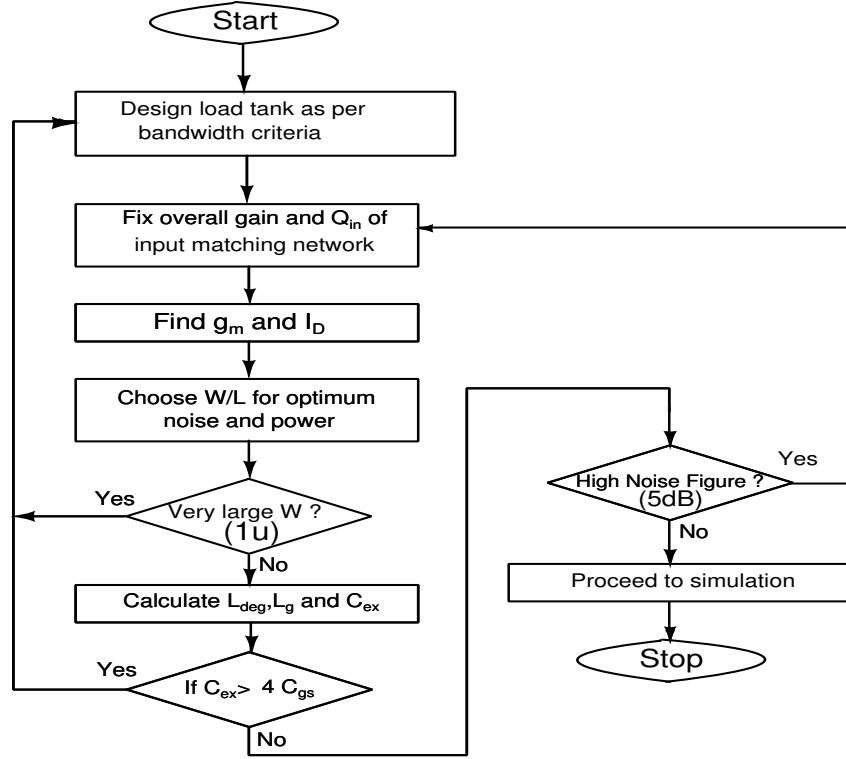 Start
Design load tank as per
bandwidth criteria
Fix overall gain and Qin of
input matching network
Find gm and ID
Choose W/L for optimum
noise and power
Yes
Very large W ?
(1u)
No
Calculate Ldeg,Lg and Cex
Yes
If Cex> 4 Cgs
No
High Noise Figure ?
(5dB)
Yes
No
Proceed to simulation
Stop